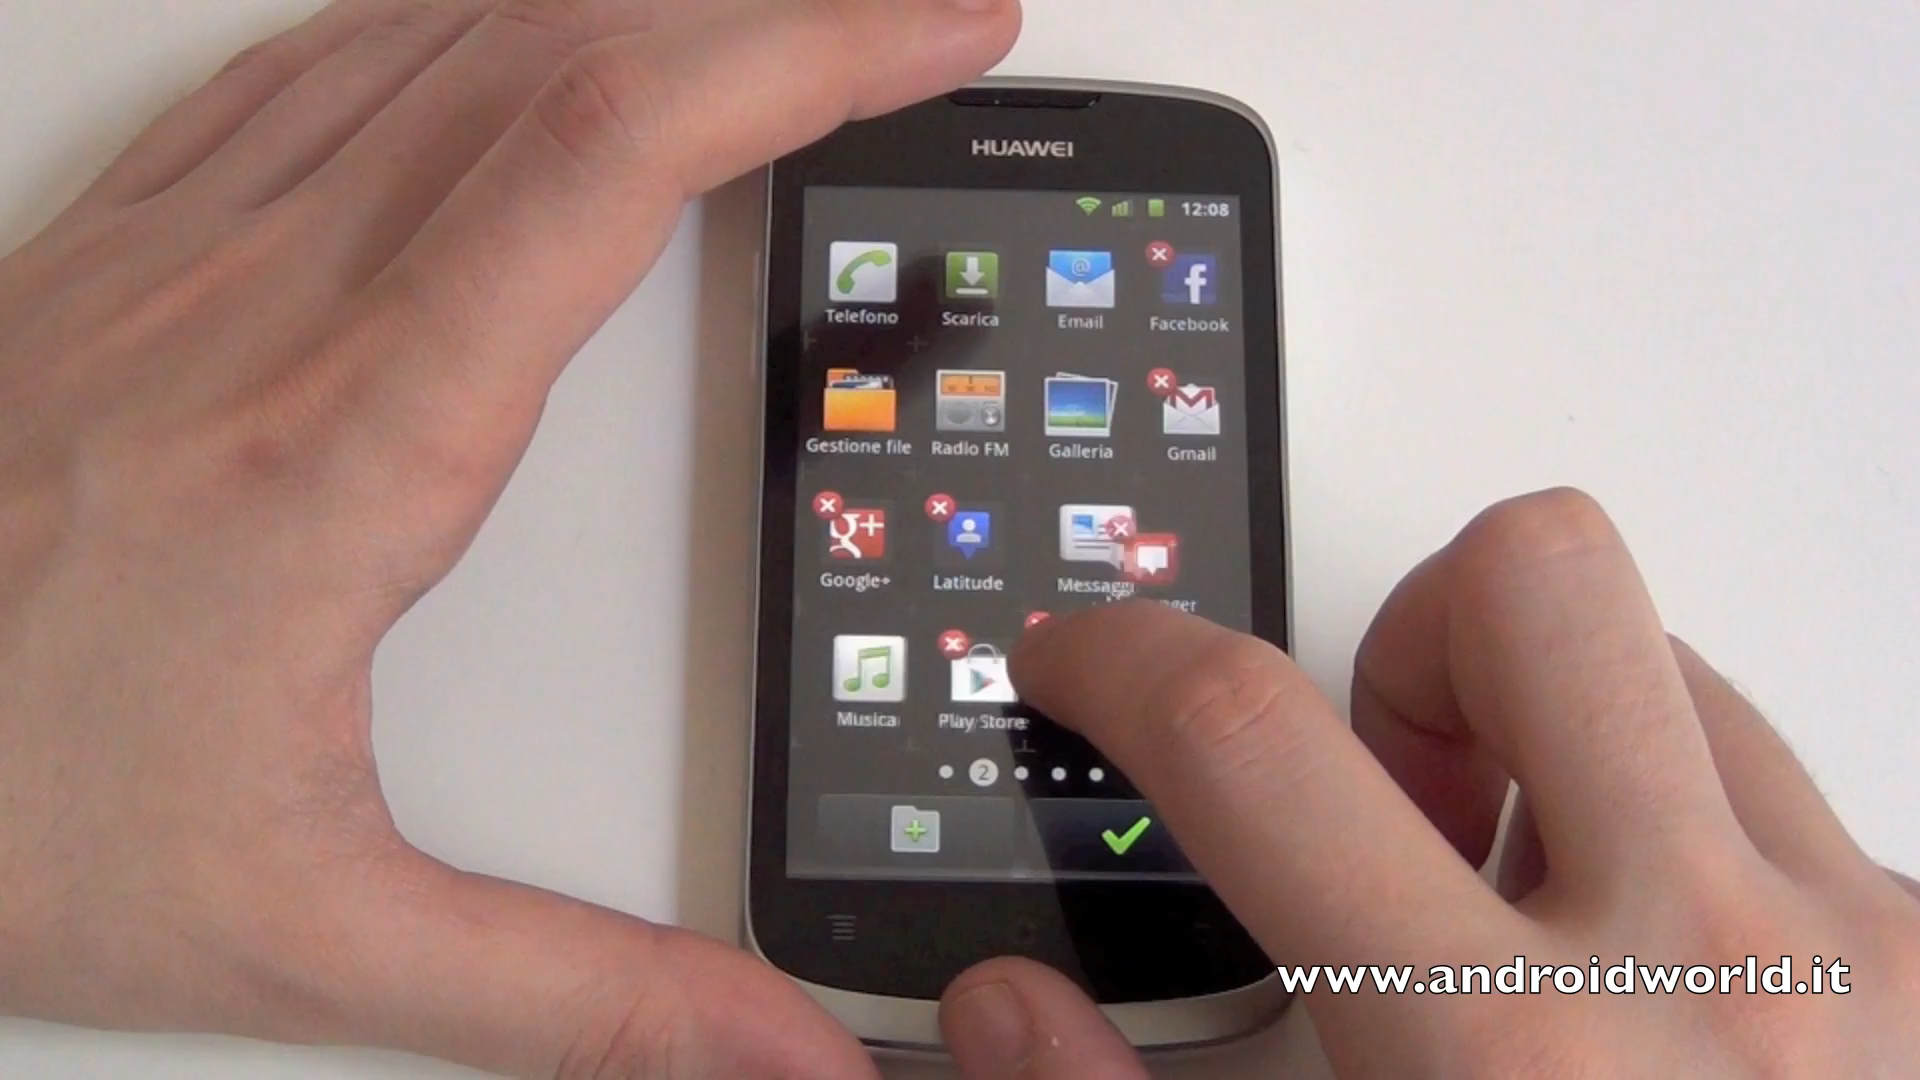 HUAWEI
12:08
Telefono Scarica Email Facebook
Gestione file Radio FM Galleria Gmail
Google+ Latitude
Musica Play Store
2
www.androidworld.it